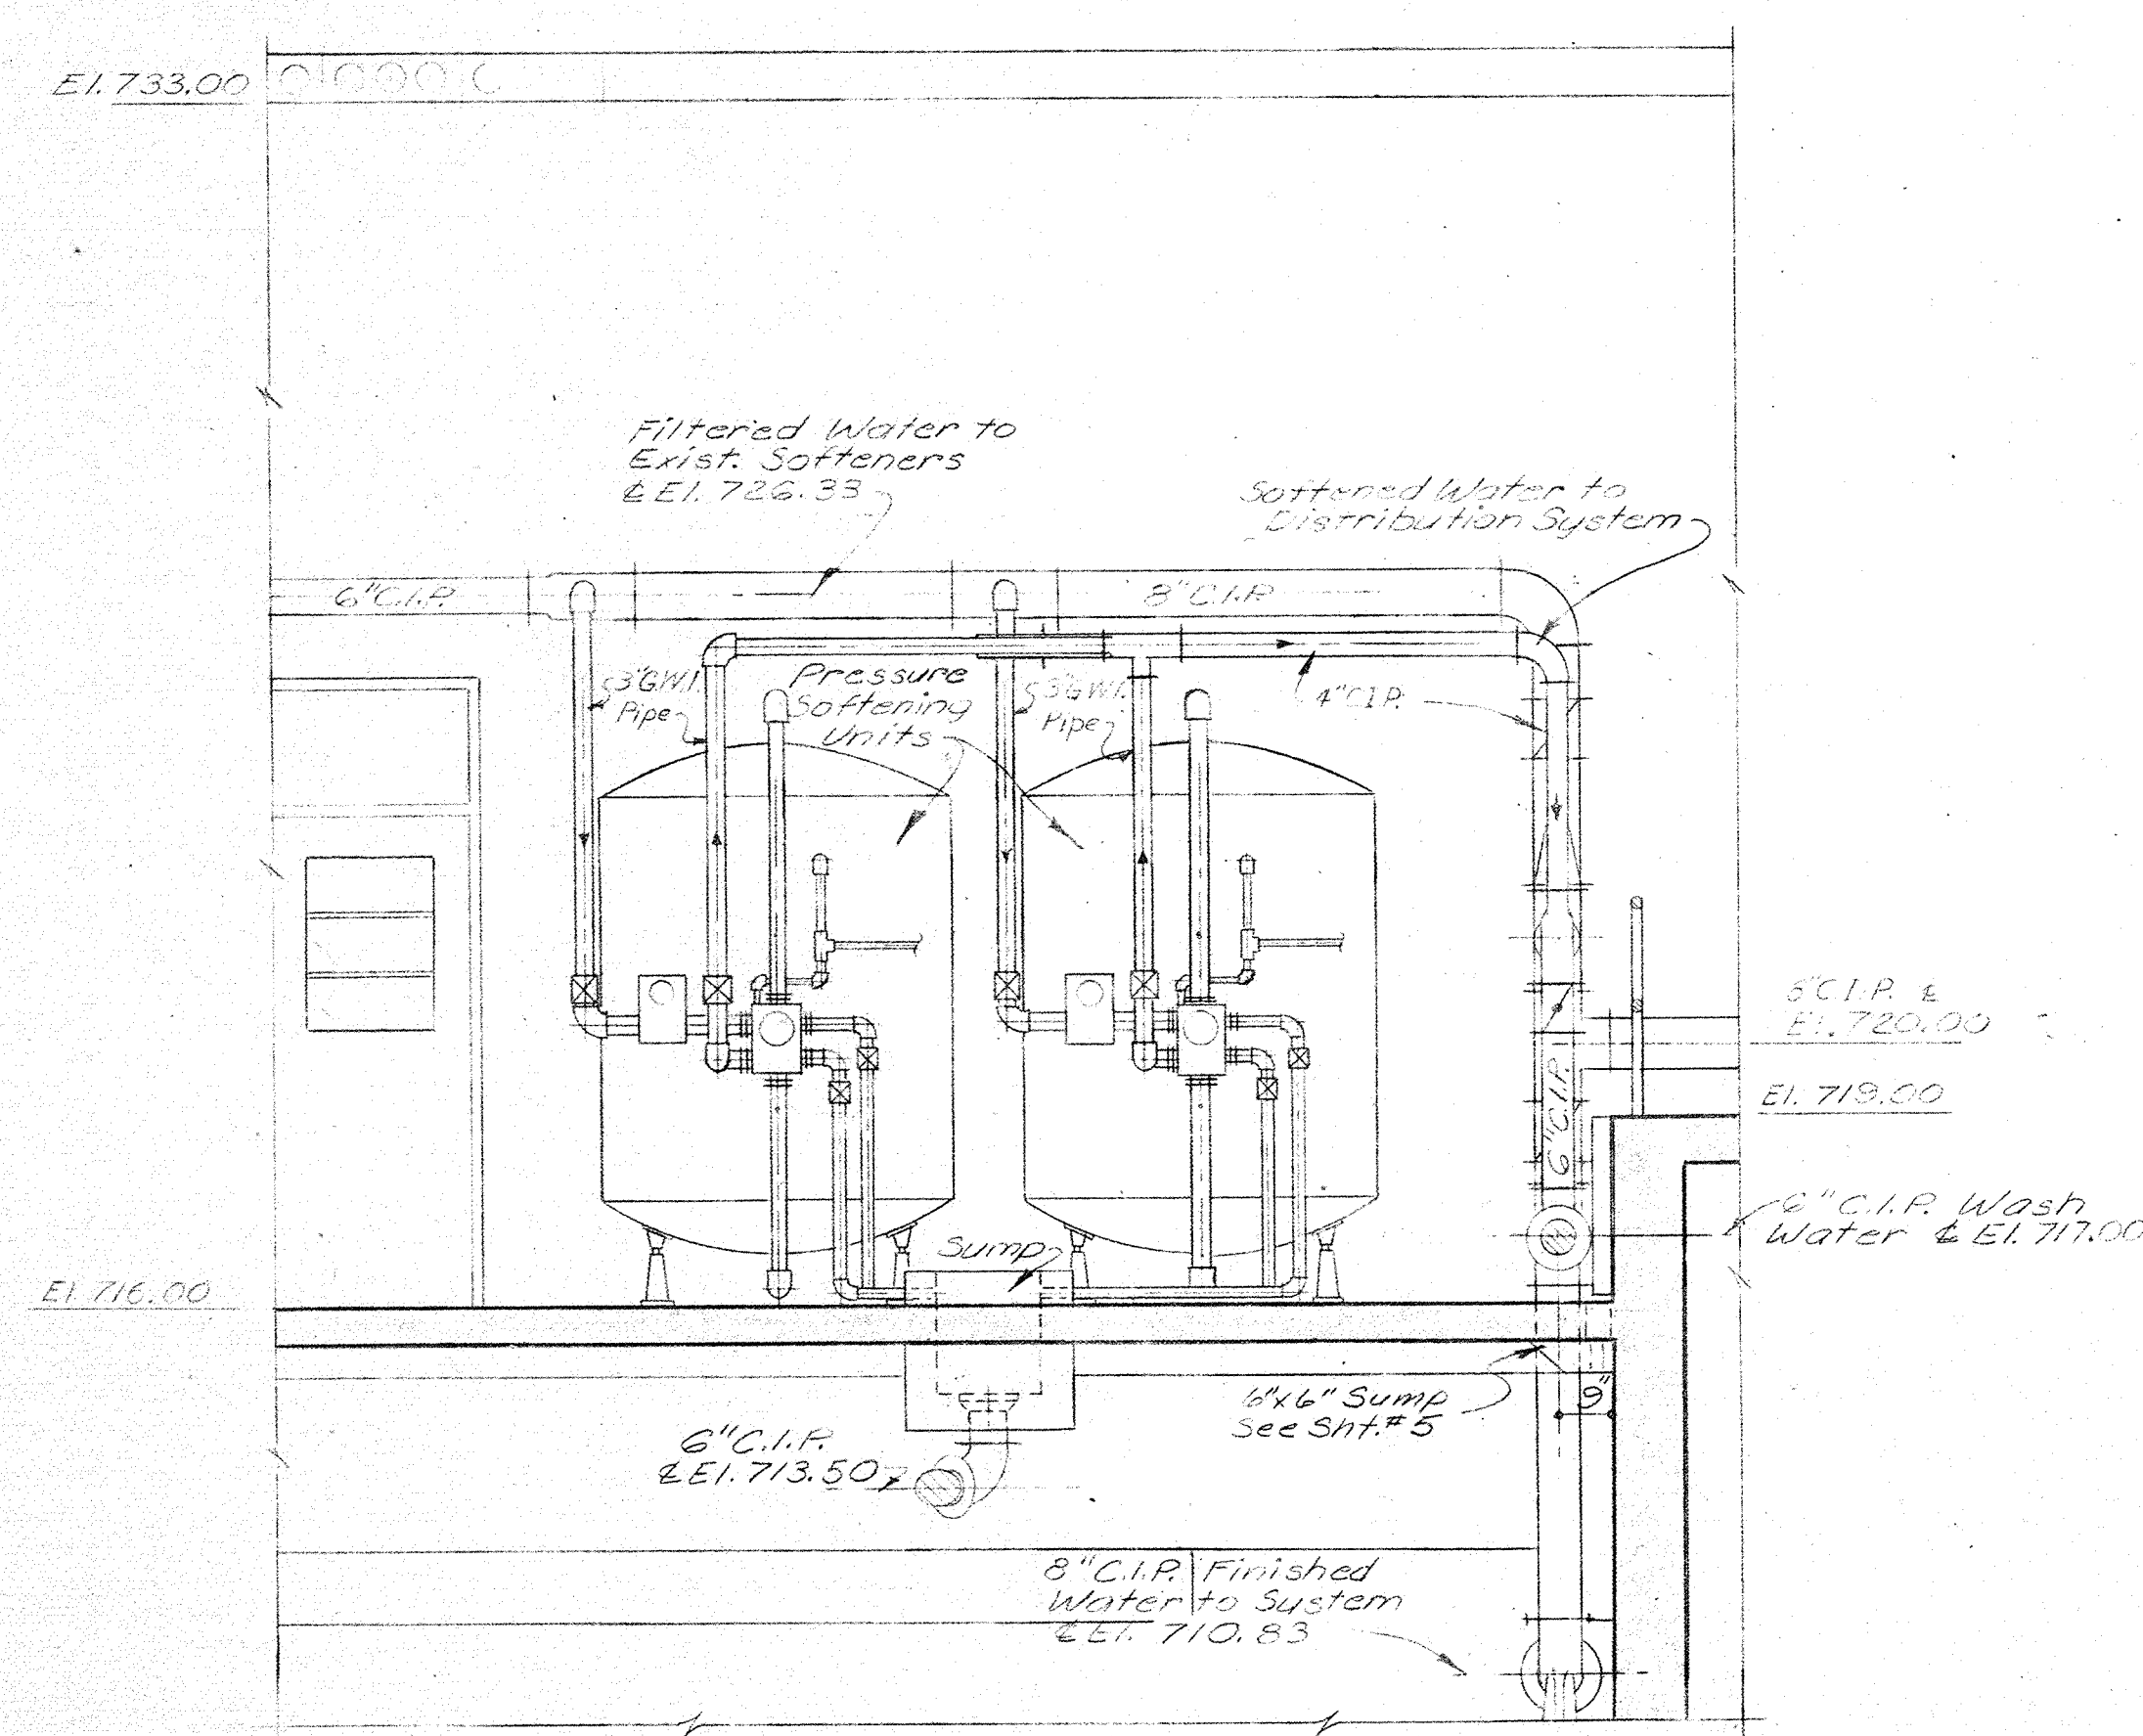 El. 733.00
Filtered Water to
Exist. Softeners
℄ El. 726.33
Softened Water to
Distribution System
6" C.I.P.
8" C.I.P.
3" G.W.I.
Pipe
Pressure
Softening
Units
3" G.W.I.
Pipe
4" C.I.P.
C.I.P. ℄
El. 720.00
El. 719.00
6" C.I.P.
6" C.I.P. Wash
Water ℄ El. 717.00
Sump
El. 716.00
6"x6" Sump
See Sht. #5
9"
6" C.I.P.
℄ El. 713.50
8" C.I.P. Finished
Water to System
℄ El. 710.83